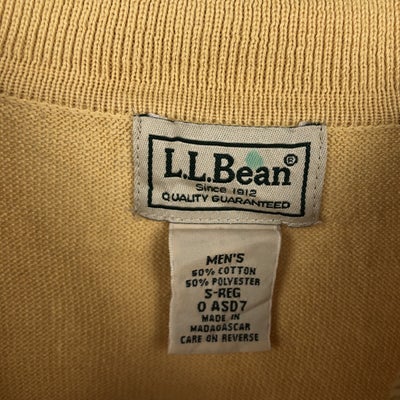 L.L.Bean®
Since 1912
QUALITY GUARANTEED
MEN'S
50% COTTON
50% POLYESTER
S-REG
0 ASD7
MADE IN
MADAGASCAR
CARE ON REVERSE